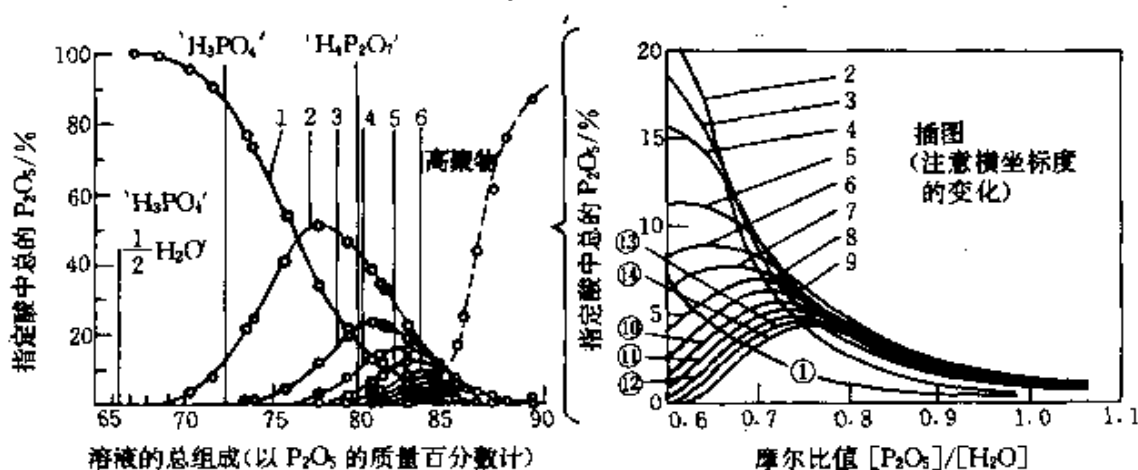 'H₃PO₄'
'H₄P₂O₇'
1 2 3 4 5 6
高聚物
'H₃PO₄'
½H₂O'
100
80
60
40
20
65 70 75 80 85 90
指定酸中总的 P₂O₅/%
溶液的总组成(以 P₂O₅ 的质量百分数计)
20
15
10
5
0
2
3
4
5
6
7
8
9
⑬
⑭
⑩
⑪
⑫
①
插图
(注意横坐标度
的变化)
0.6 0.7 0.8 0.9 1.0 1.1
指定酸中总的 P₂O₅/%
摩尔比值 [P₂O₅]/[H₂O]